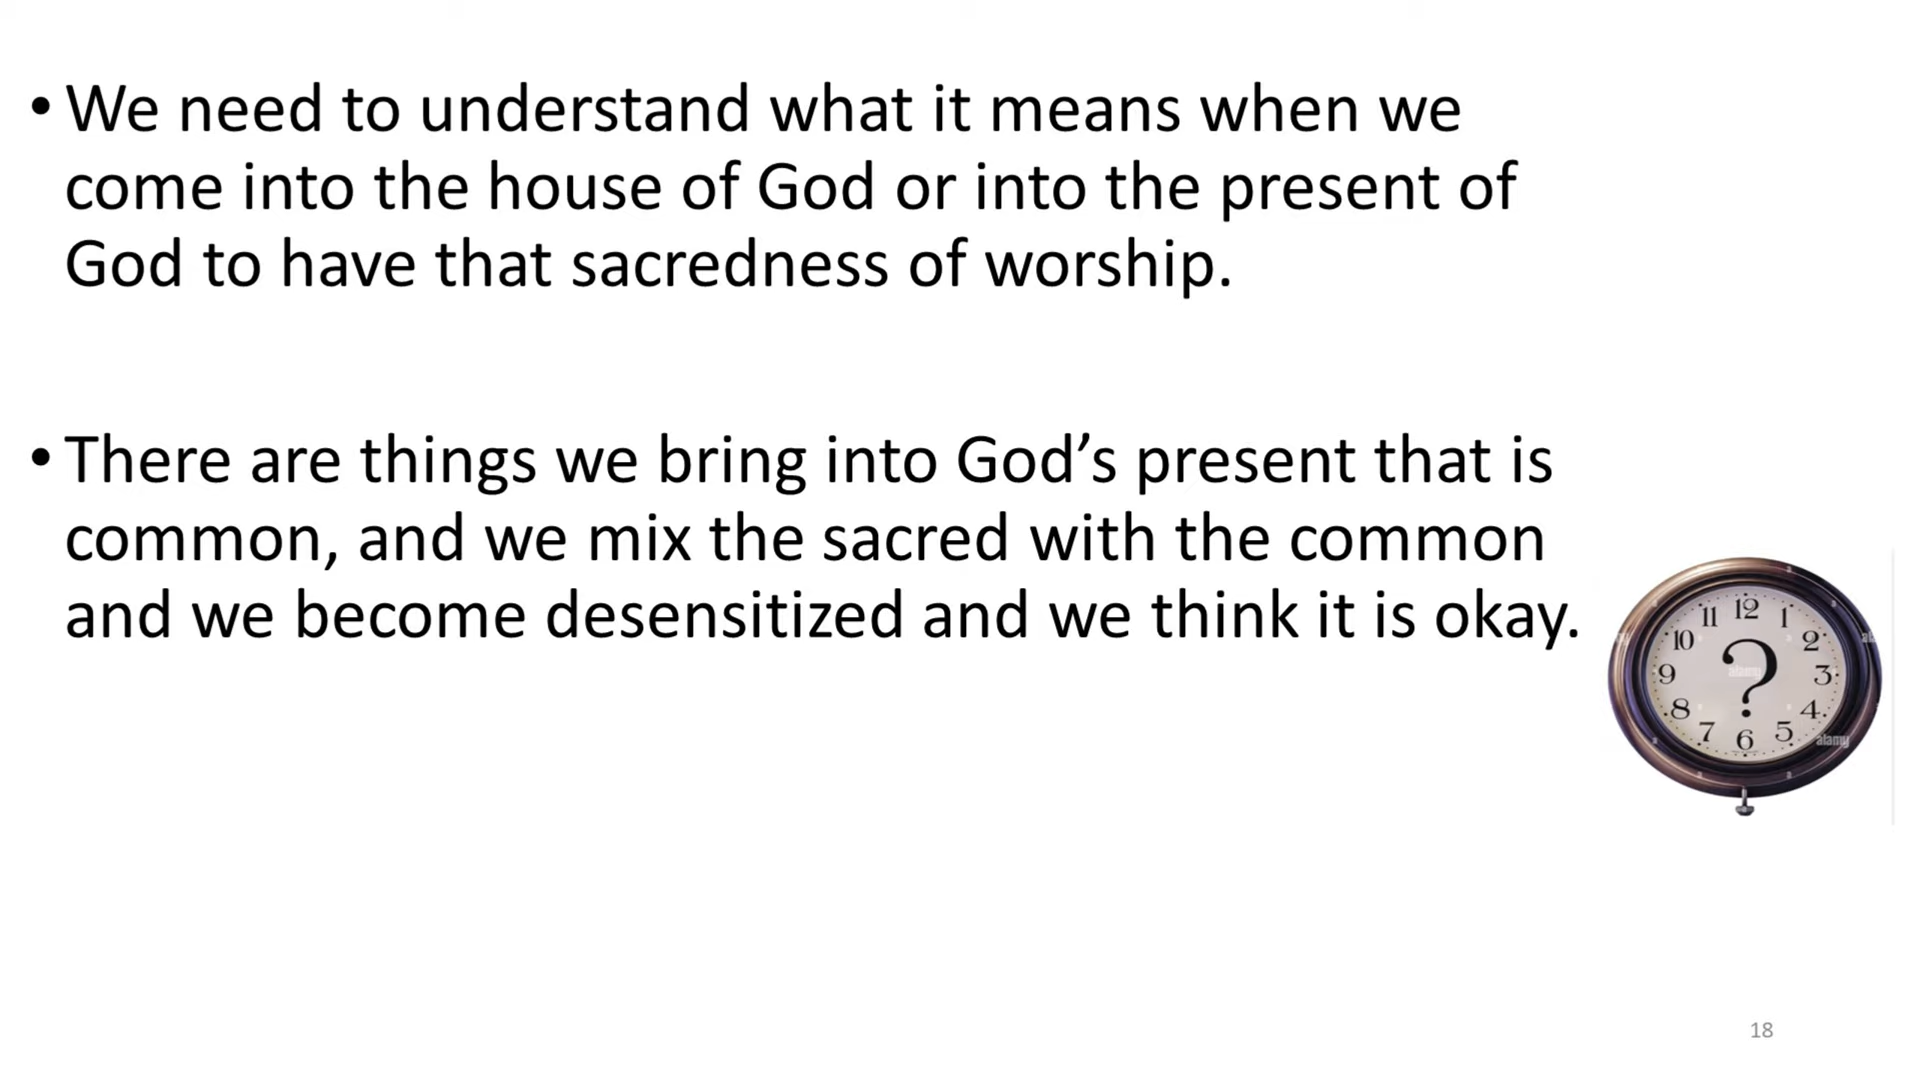 • We need to understand what it means when we
come into the house of God or into the present of
God to have that sacredness of worship.
• There are things we bring into God’s present that is
common, and we mix the sacred with the common
and we become desensitized and we think it is okay.
11 12 1
10 2
9 ? 3
8 4
7 6 5
alamy
alamy
18